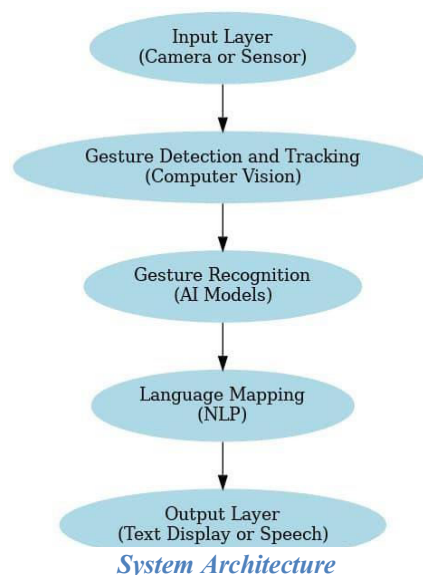 Input Layer
(Camera or Sensor)
Gesture Detection and Tracking
(Computer Vision)
Gesture Recognition
(AI Models)
Language Mapping
(NLP)
Output Layer
(Text Display or Speech)
System Architecture